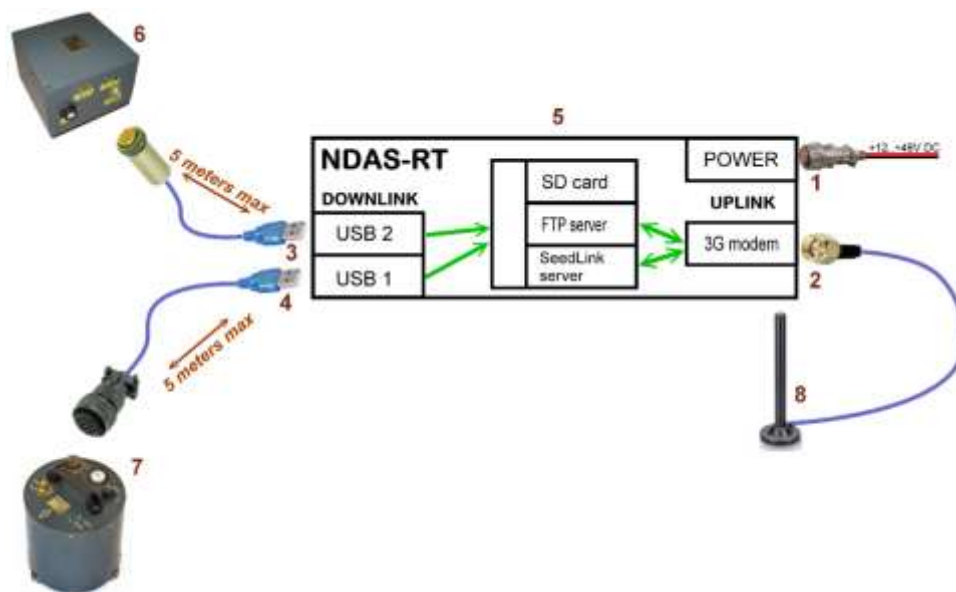 6
5 meters max
5
NDAS-RT
DOWNLINK
USB 2
USB 1
SD card
FTP server
SeedLink
server
POWER
UPLINK
3G modem
+12, +48V DC
1
2
3
4
5 meters max
7
8